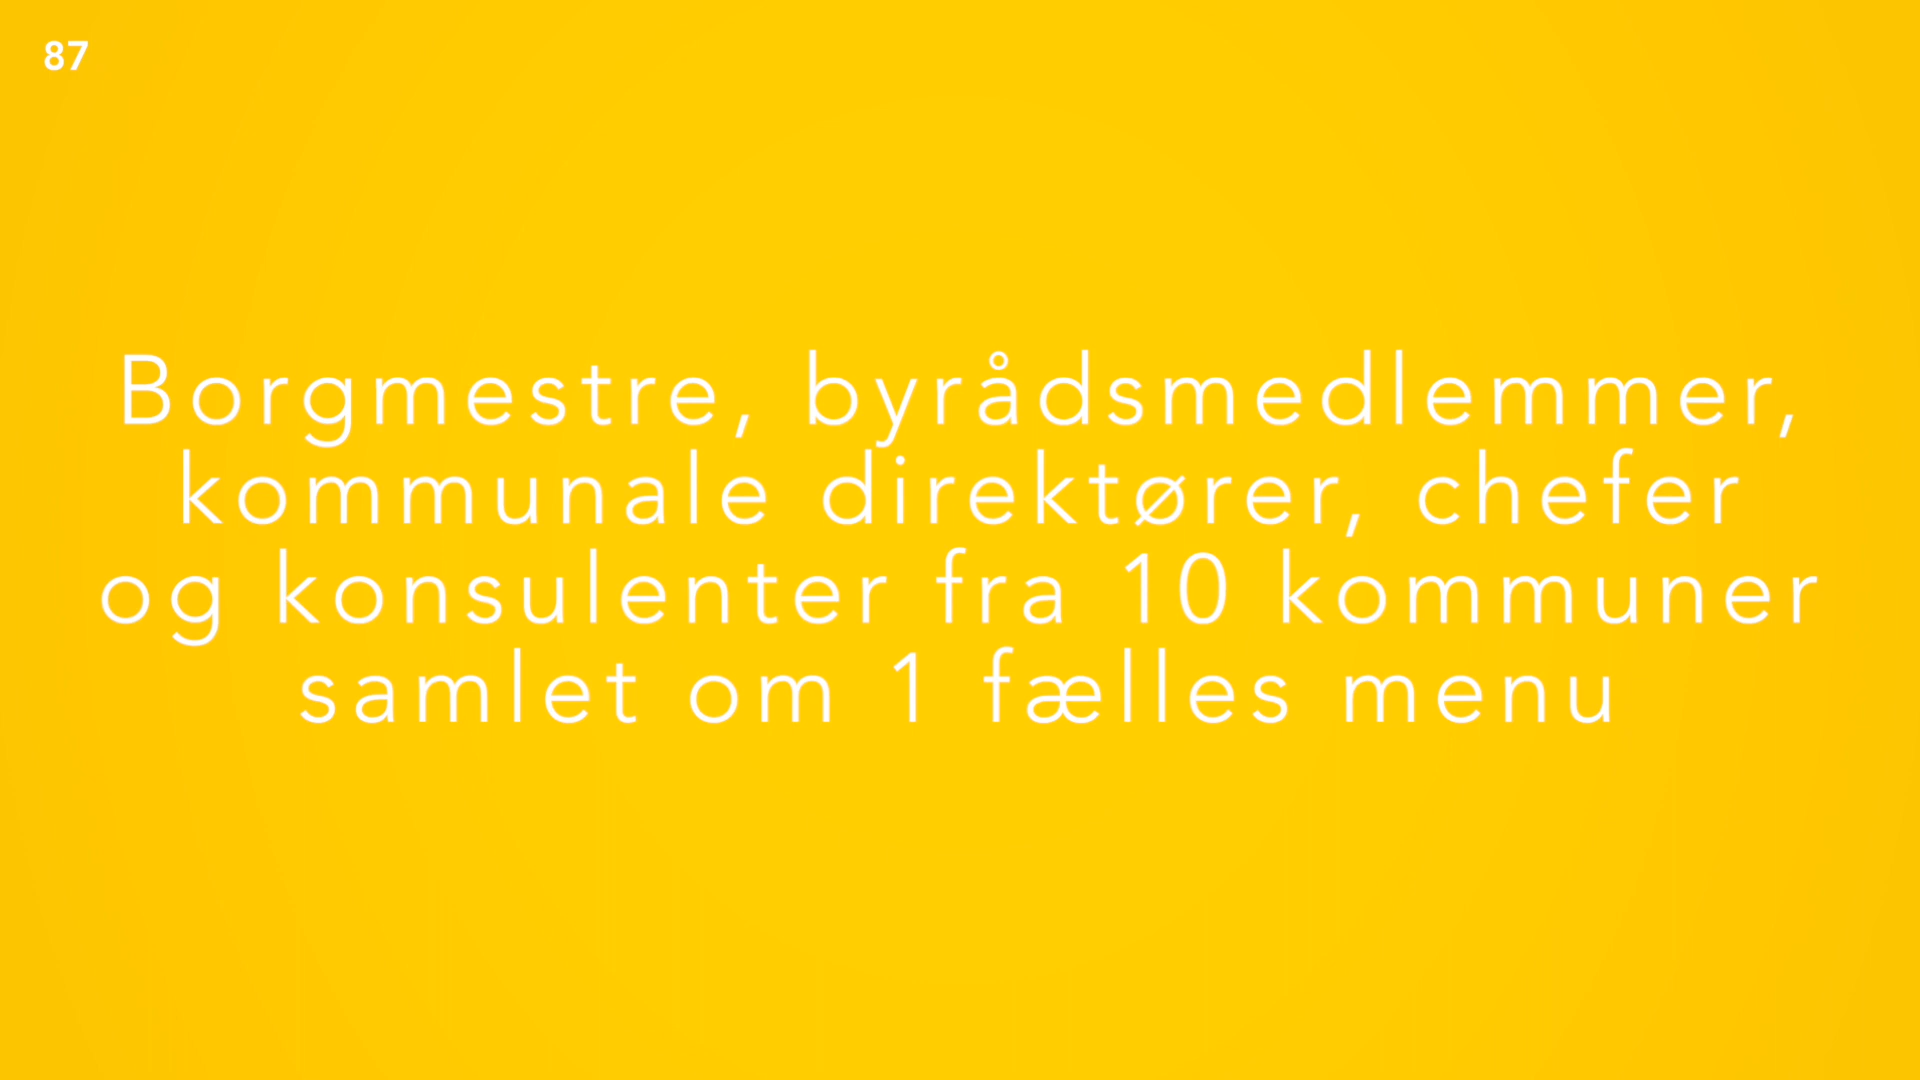 87
Borgmestre, byrådsmedlemmer,
kommunale direktører, chefer
og konsulenter fra 10 kommuner
samlet om 1 fælles menu